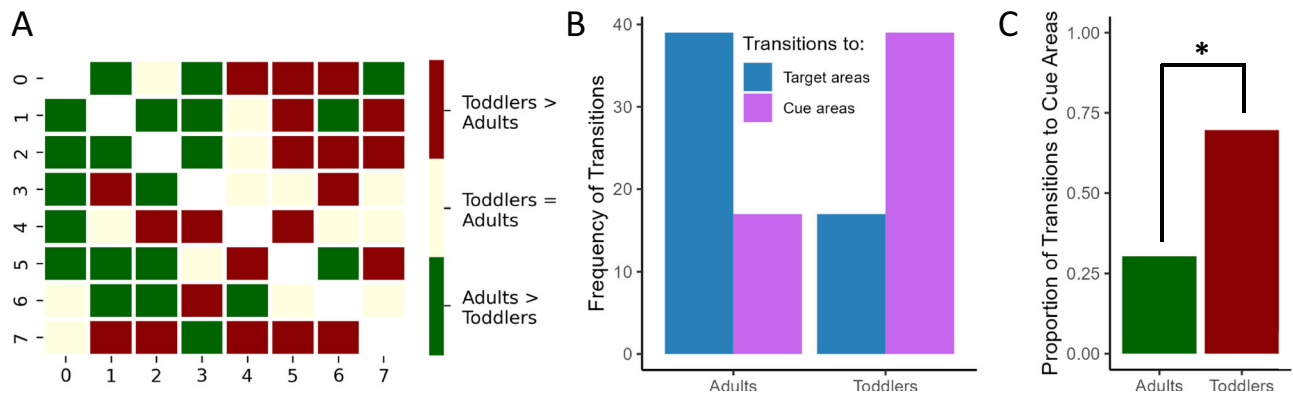 A
0
1
2
3
4
5
6
7
0 1 2 3 4 5 6 7
Toddlers >
Adults
Toddlers =
Adults
Adults >
Toddlers
B
Frequency of Transitions
40
30
20
10
0
Transitions to:
Target areas
Cue areas
Adults Toddlers
C
Proportion of Transitions to Cue Areas
1.00
0.75
0.50
0.25
0.00
*
Adults Toddlers